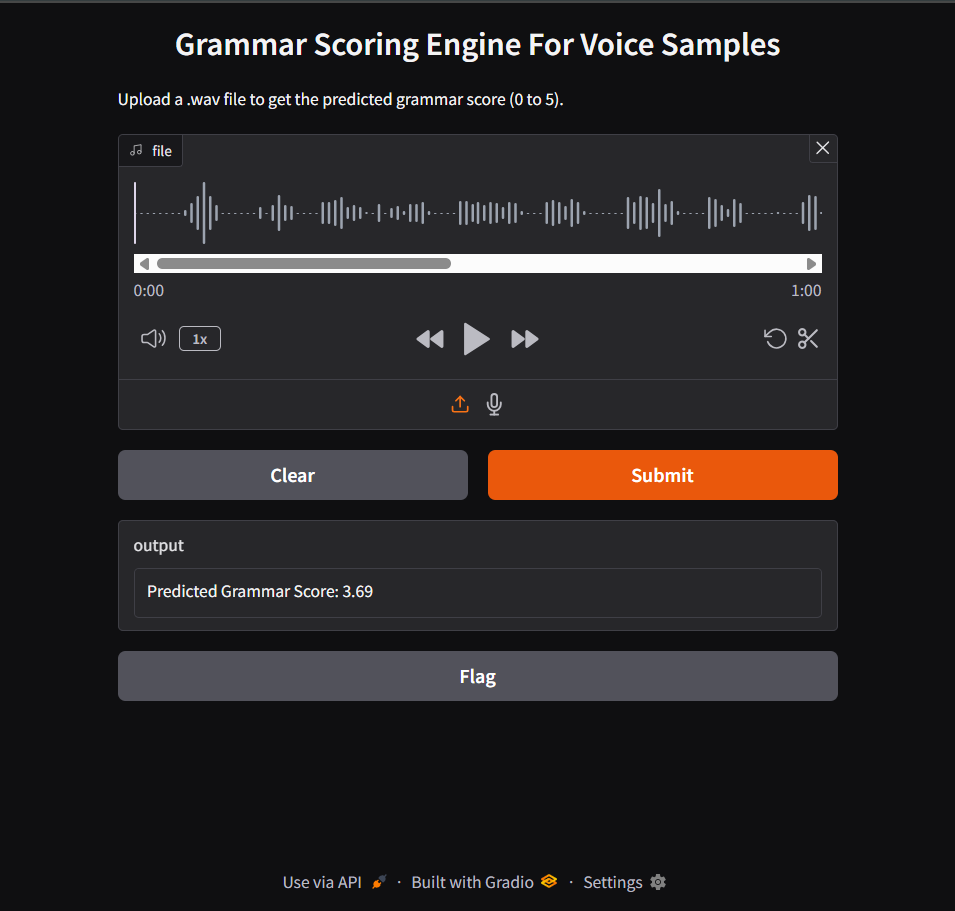 Grammar Scoring Engine For Voice Samples
Upload a .wav file to get the predicted grammar score (0 to 5).
file
0:00 1:00
1x
Clear Submit
output
Predicted Grammar Score: 3.69
Flag
Use via API · Built with Gradio · Settings